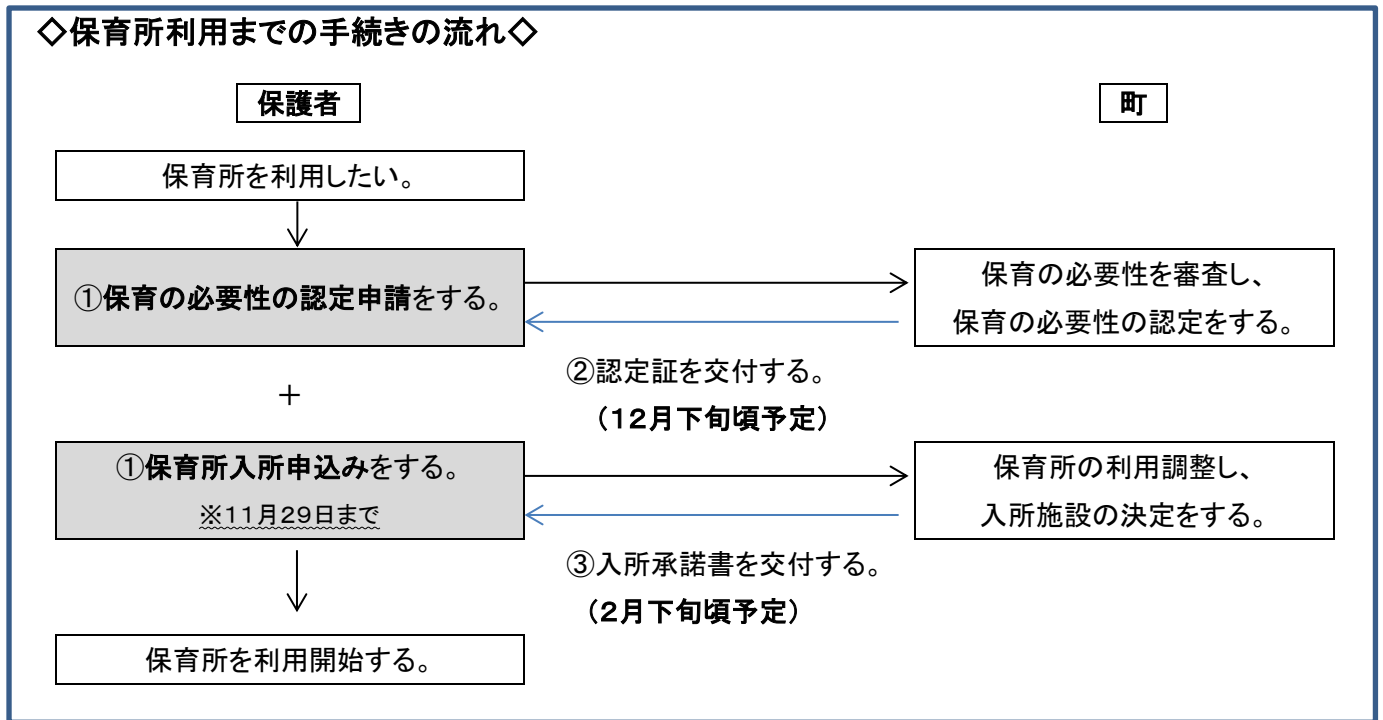 ◇保育所利用までの手続きの流れ◇
保護者
町
保育所を利用したい。
①保育の必要性の認定申請をする。
保育の必要性を審査し、
保育の必要性の認定をする。
②認定証を交付する。
（12月下旬頃予定）
＋
①保育所入所申込みをする。
※11月29日まで
保育所の利用調整し、
入所施設の決定をする。
③入所承諾書を交付する。
（2月下旬頃予定）
保育所を利用開始する。